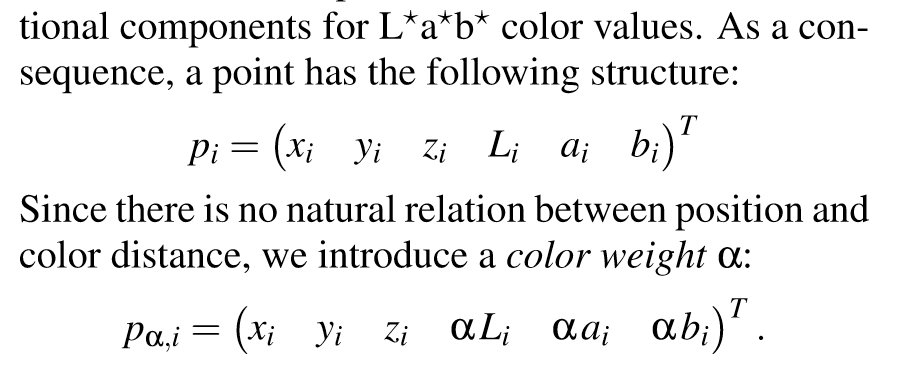 tional components for L⋆a⋆b⋆ color values. As a con-
sequence, a point has the following structure:
pᵢ = (xᵢ yᵢ zᵢ Lᵢ aᵢ bᵢ)ᵀ
Since there is no natural relation between position and
color distance, we introduce a color weight α:
p_{α,i} = (xᵢ yᵢ zᵢ αLᵢ αaᵢ αbᵢ)ᵀ .